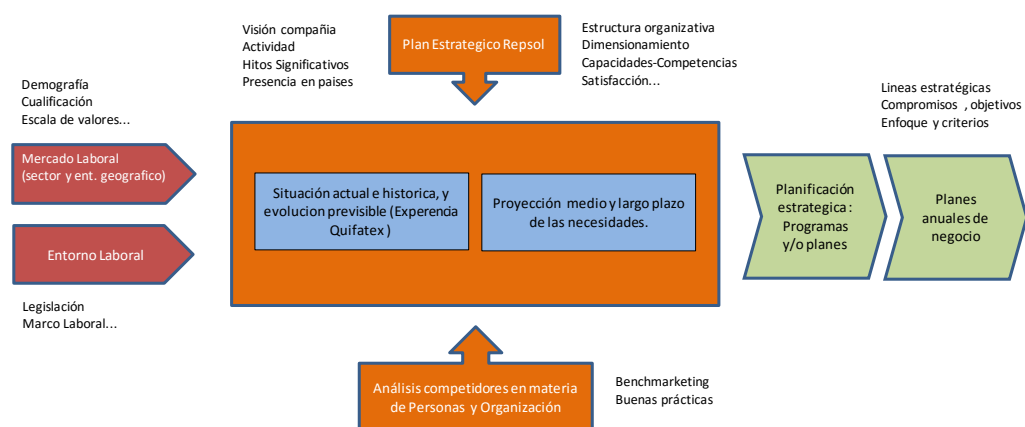 Visión compañia
Actividad
Hitos Significativos
Presencia en paises
Plan Estrategico Repsol
Estructura organizativa
Dimensionamiento
Capacidades-Competencias
Satisfacción...
Demografía
Cualificación
Escala de valores...
Lineas estratégicas
Compromisos , objetivos
Enfoque y criterios
Mercado Laboral
(sector y ent. geografico)
Situación actual e historica, y
evolucion previsible (Experencia
Quifatex )
Proyección medio y largo plazo
de las necesidades.
Planificación
estrategica :
Programas
y/o planes
Planes
anuales de
negocio
Entorno Laboral
Legislación
Marco Laboral...
Análisis competidores en materia
de Personas y Organización
Benchmarketing
Buenas prácticas